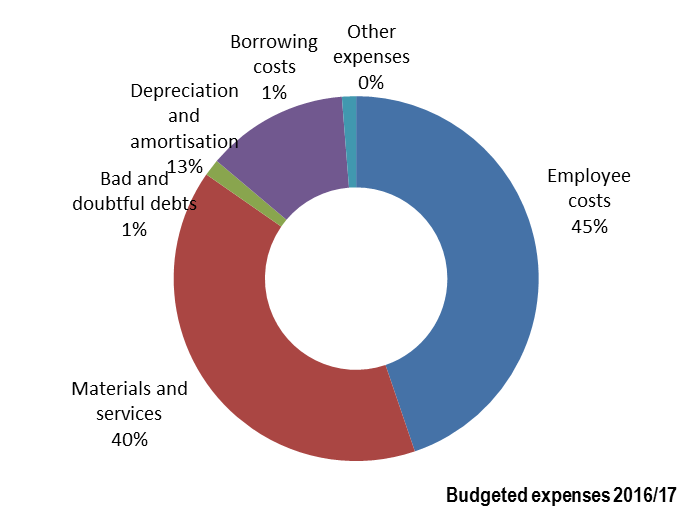 Other
expenses
0%
Borrowing
costs
1%
Depreciation
and
amortisation
13%
Bad and
doubtful debts
1%
Employee
costs
45%
Materials and
services
40%
Budgeted expenses 2016/17